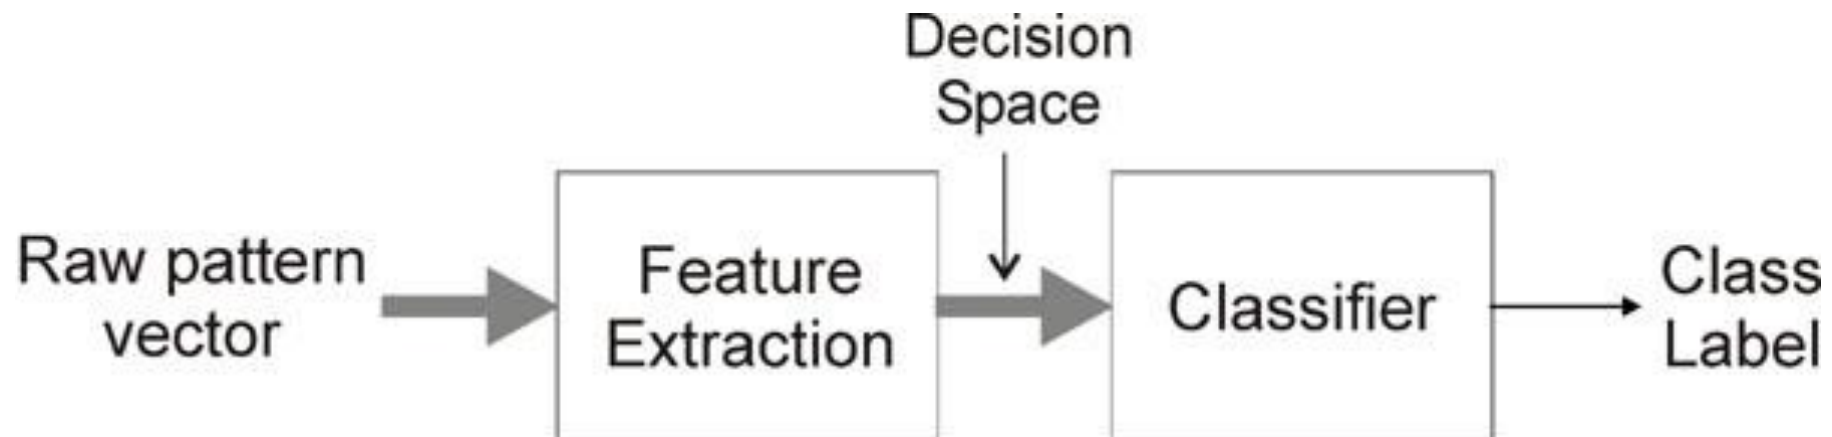 Decision
Space
Raw pattern
vector
Feature
Extraction
Classifier
Class
Label